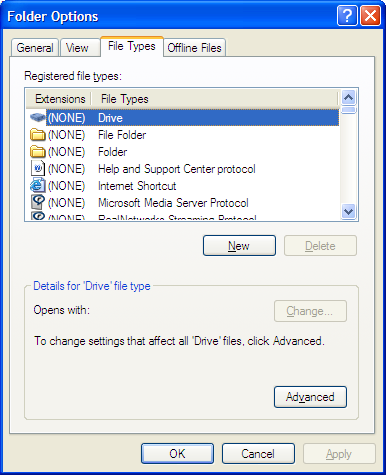 Folder Options
General View File Types Offline Files
Registered file types:
Extensions File Types
(NONE) Drive
(NONE) File Folder
(NONE) Folder
(NONE) Help and Support Center protocol
(NONE) Internet Shortcut
(NONE) Microsoft Media Server Protocol
(NONE) RealNetworks Streaming Protocol
New Delete
Details for 'Drive' file type
Opens with: Change...
To change settings that affect all 'Drive' files, click Advanced.
Advanced
OK Cancel Apply